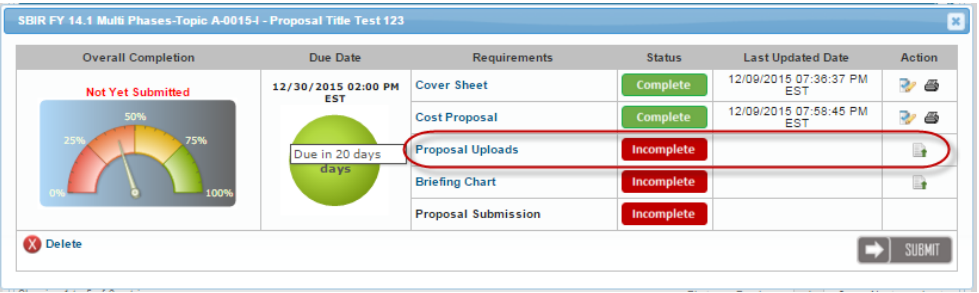 SBIR FY 14.1 Multi Phases-Topic A-0015-I - Proposal Title Test 123
Overall Completion Due Date Requirements Status Last Updated Date Action
Not Yet Submitted
50%
25%
75%
0%
100%
12/30/2015 02:00 PM
EST
Due in 20 days
days
Cover Sheet Complete 12/09/2015 07:36:37 PM
EST
Cost Proposal Complete 12/09/2015 07:58:45 PM
EST
Proposal Uploads Incomplete
Briefing Chart Incomplete
Proposal Submission Incomplete
Delete
SUBMIT